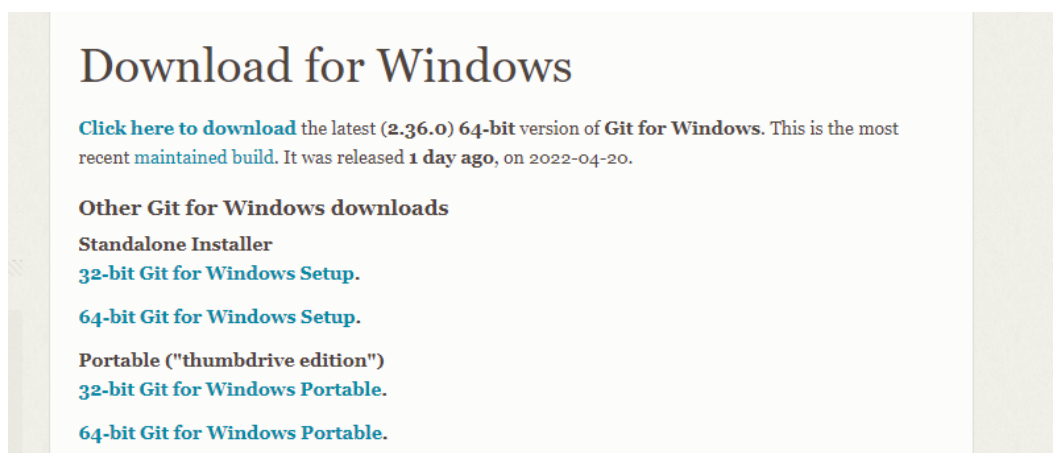 Download for Windows
Click here to download the latest (2.36.0) 64-bit version of Git for Windows. This is the most
recent maintained build. It was released 1 day ago, on 2022-04-20.
Other Git for Windows downloads
Standalone Installer
32-bit Git for Windows Setup.
64-bit Git for Windows Setup.
Portable ("thumbdrive edition")
32-bit Git for Windows Portable.
64-bit Git for Windows Portable.